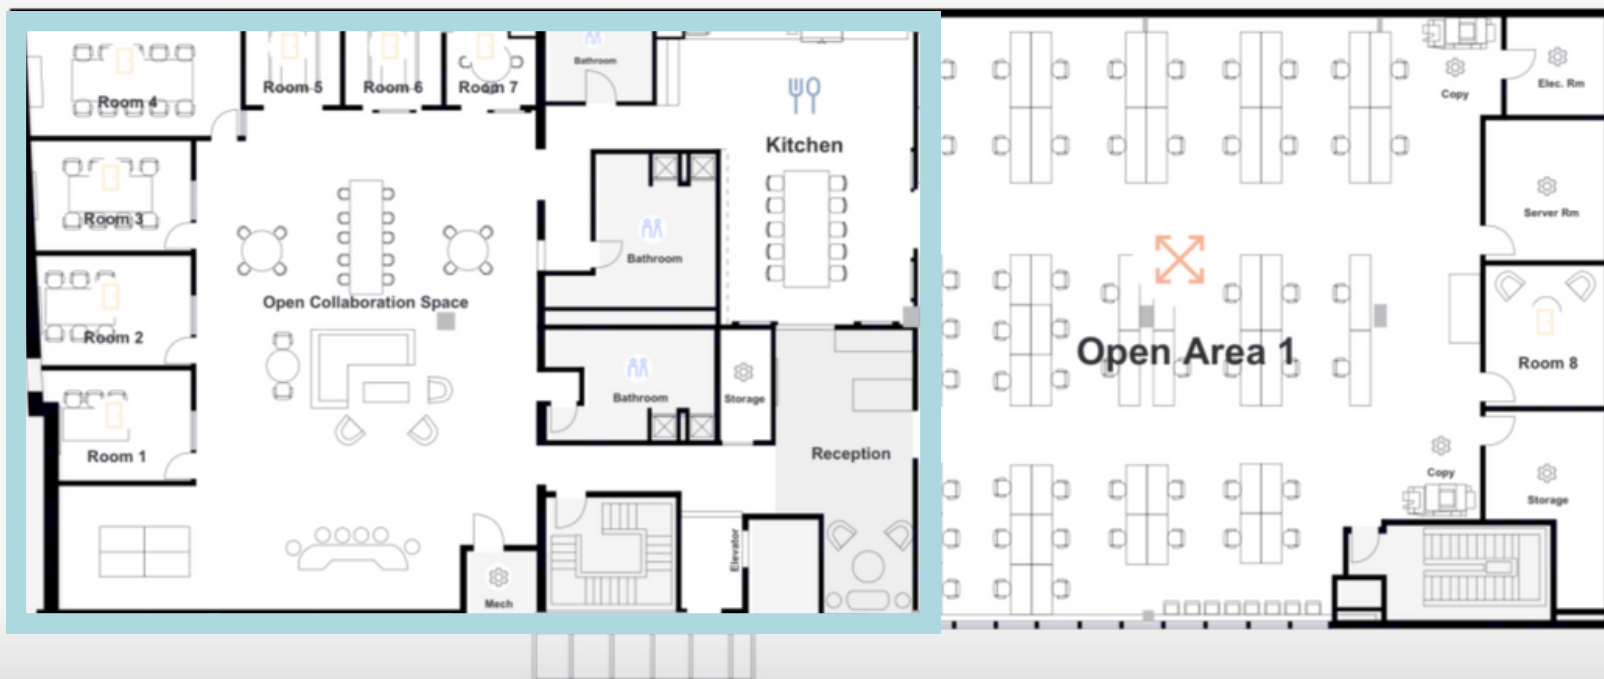 Room 4
Room 5
Room 6
Room 7
Bathroom
Kitchen
Copy
Elec. Rm
Room 3
Server Rm
Bathroom
Open Collaboration Space
Room 2
Open Area 1
Room 8
Bathroom
Storage
Room 1
Reception
Copy
Storage
Elevator
Mech